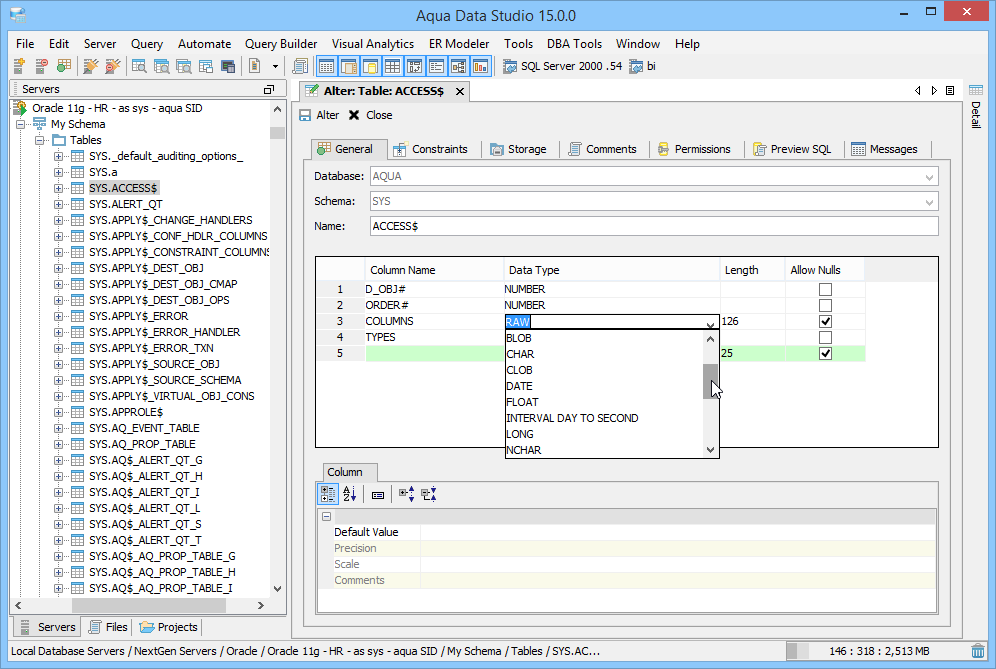 Aqua Data Studio 15.0.0
File Edit Server Query Automate Query Builder Visual Analytics ER Modeler Tools DBA Tools Window Help
SQL Server 2000 .54 bi
Servers
Oracle 11g - HR - as sys - aqua SID
My Schema
Tables
SYS._default_auditing_options_
SYS.a
SYS.ACCESS$
SYS.ALERT_QT
SYS.APPLY$_CHANGE_HANDLERS
SYS.APPLY$_CONF_HDLR_COLUMNS
SYS.APPLY$_CONSTRAINT_COLUMNS
SYS.APPLY$_DEST_OBJ
SYS.APPLY$_DEST_OBJ_CMAP
SYS.APPLY$_DEST_OBJ_OPS
SYS.APPLY$_ERROR
SYS.APPLY$_ERROR_HANDLER
SYS.APPLY$_ERROR_TXN
SYS.APPLY$_SOURCE_OBJ
SYS.APPLY$_SOURCE_SCHEMA
SYS.APPLY$_VIRTUAL_OBJ_CONS
SYS.APPROLE$
SYS.AQ_EVENT_TABLE
SYS.AQ_PROP_TABLE
SYS.AQ$_ALERT_QT_G
SYS.AQ$_ALERT_QT_H
SYS.AQ$_ALERT_QT_I
SYS.AQ$_ALERT_QT_L
SYS.AQ$_ALERT_QT_S
SYS.AQ$_ALERT_QT_T
SYS.AQ$_AQ_PROP_TABLE_G
SYS.AQ$_AQ_PROP_TABLE_H
SYS.AQ$_AQ_PROP_TABLE_I
Servers Files Projects
Alter: Table: ACCESS$
Alter Close
General Constraints Storage Comments Permissions Preview SQL Messages
Database: AQUA
Schema: SYS
Name: ACCESS$
Column Name Data Type Length Allow Nulls
1 D_OBJ# NUMBER
2 ORDER# NUMBER
3 COLUMNS RAW 126
4 TYPES BLOB
5 25
CHAR
CLOB
DATE
FLOAT
INTERVAL DAY TO SECOND
LONG
NCHAR
Column
Default Value
Precision
Scale
Comments
Detail
Local Database Servers / NextGen Servers / Oracle / Oracle 11g - HR - as sys - aqua SID / My Schema / Tables / SYS.AC...
146 : 318 : 2,513 MB